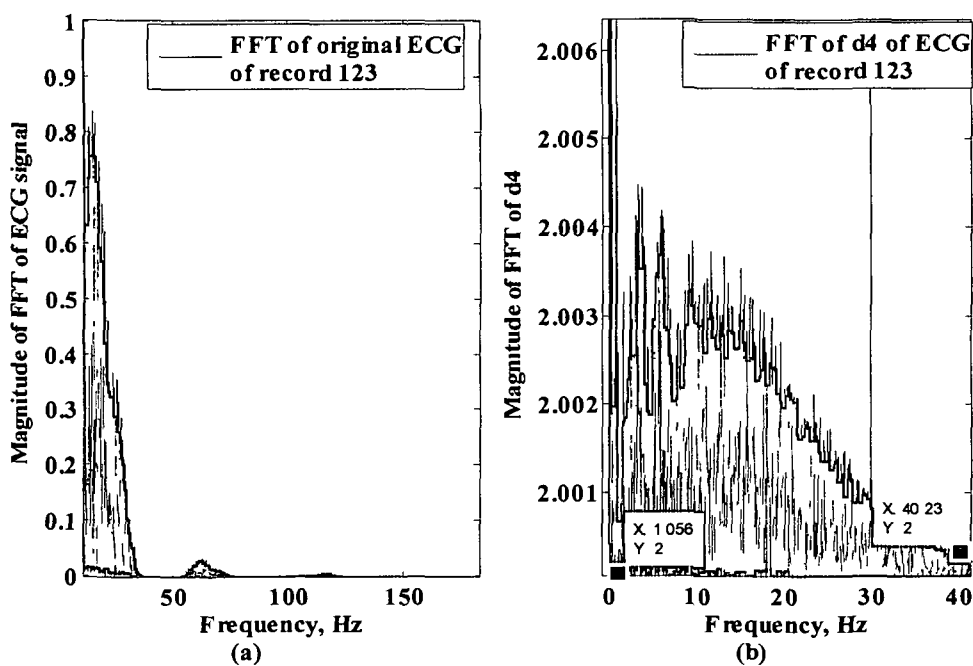 1
0.9
0.8
0.7
0.6
0.5
0.4
0.3
0.2
0.1
0
Magnitude of FFT of ECG signal
FFT of original ECG
of record 123
50
100
150
Frequency, Hz
(a)
2.006
2.005
2.004
2.003
2.002
2.001
Magnitude of FFT of d4
FFT of d4 of ECG
of record 123
X. 1 056
Y 2
X. 40 23
Y 2
0
10
20
30
40
Frequency, Hz
(b)